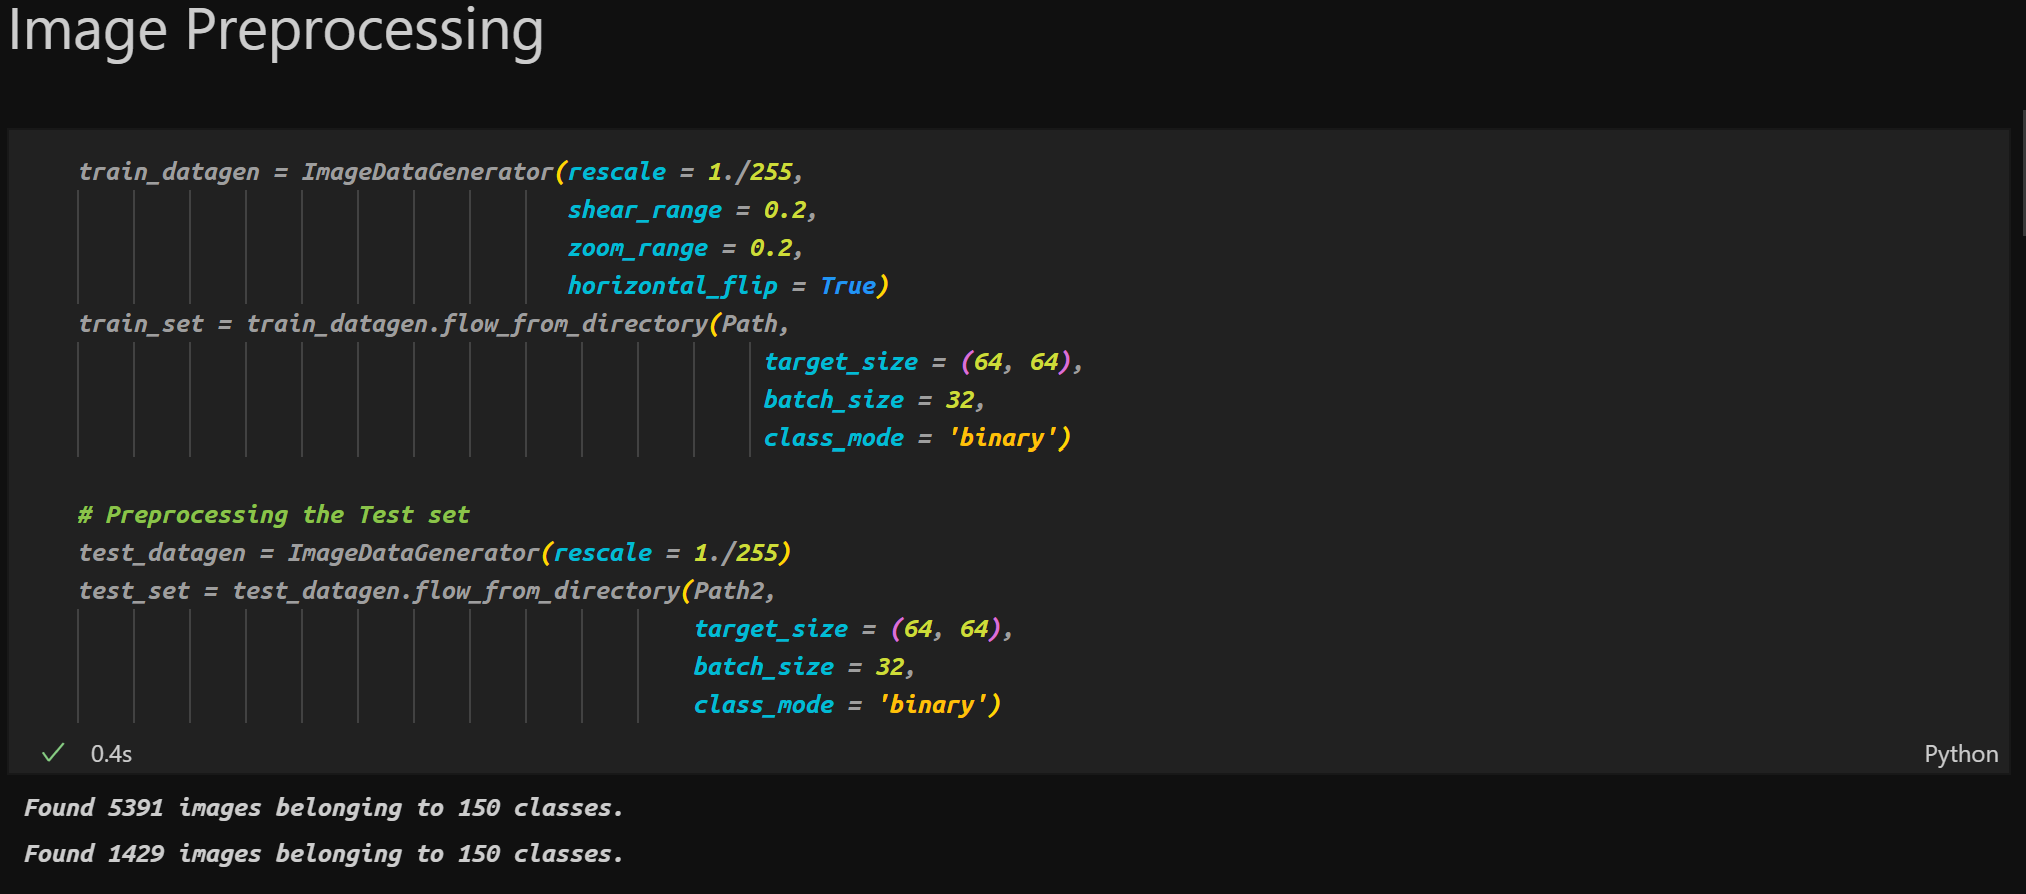 Image Preprocessing
train_datagen = ImageDataGenerator(rescale = 1./255,
shear_range = 0.2,
zoom_range = 0.2,
horizontal_flip = True)
train_set = train_datagen.flow_from_directory(Path,
target_size = (64, 64),
batch_size = 32,
class_mode = 'binary')
# Preprocessing the Test set
test_datagen = ImageDataGenerator(rescale = 1./255)
test_set = test_datagen.flow_from_directory(Path2,
target_size = (64, 64),
batch_size = 32,
class_mode = 'binary')
0.4s
Python
Found 5391 images belonging to 150 classes.
Found 1429 images belonging to 150 classes.